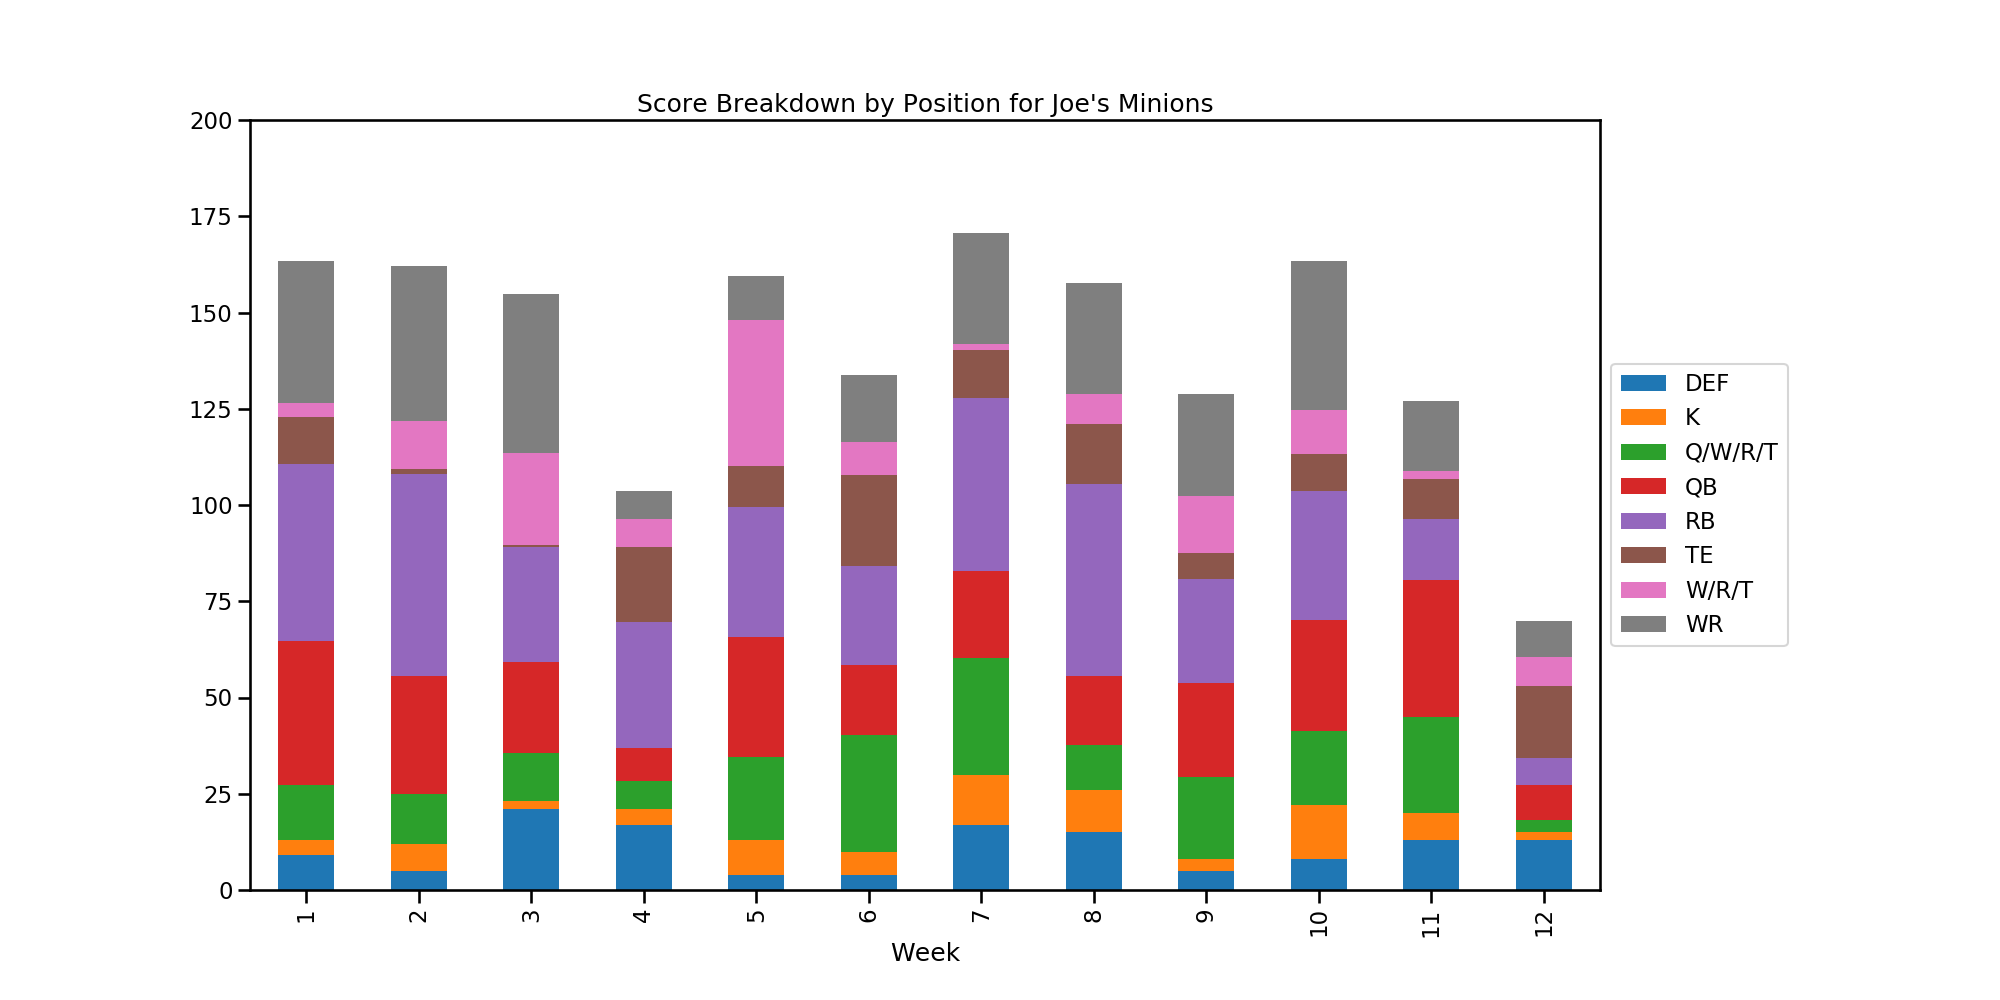 Score Breakdown by Position for Joe's Minions
200
175
150
125
100
75
50
25
0
1 2 3 4 5 6 7 8 9 10 11 12
Week
DEF
K
Q/W/R/T
QB
RB
TE
W/R/T
WR